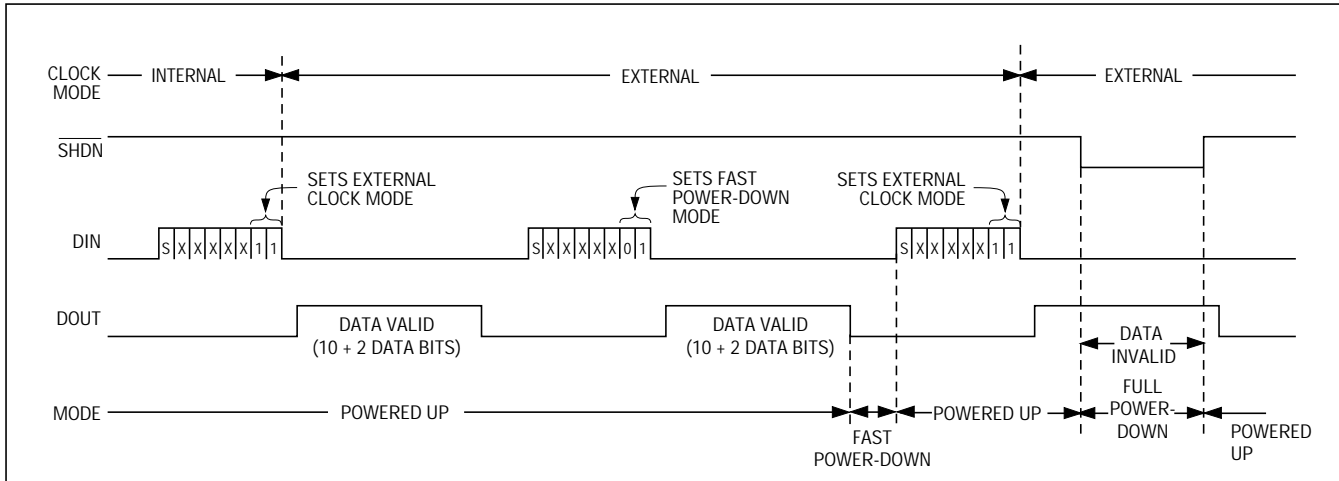 CLOCK
MODE
INTERNAL
EXTERNAL
EXTERNAL
SHDN
SETS EXTERNAL
CLOCK MODE
SETS FAST
POWER-DOWN
MODE
SETS EXTERNAL
CLOCK MODE
DIN
S X X X X X 1 1
S X X X X X 0 1
S X X X X X 1 1
DOUT
DATA VALID
(10 + 2 DATA BITS)
DATA VALID
(10 + 2 DATA BITS)
DATA
INVALID
MODE
POWERED UP
FAST
POWER-DOWN
POWERED UP
FULL
POWER-
DOWN
POWERED
UP